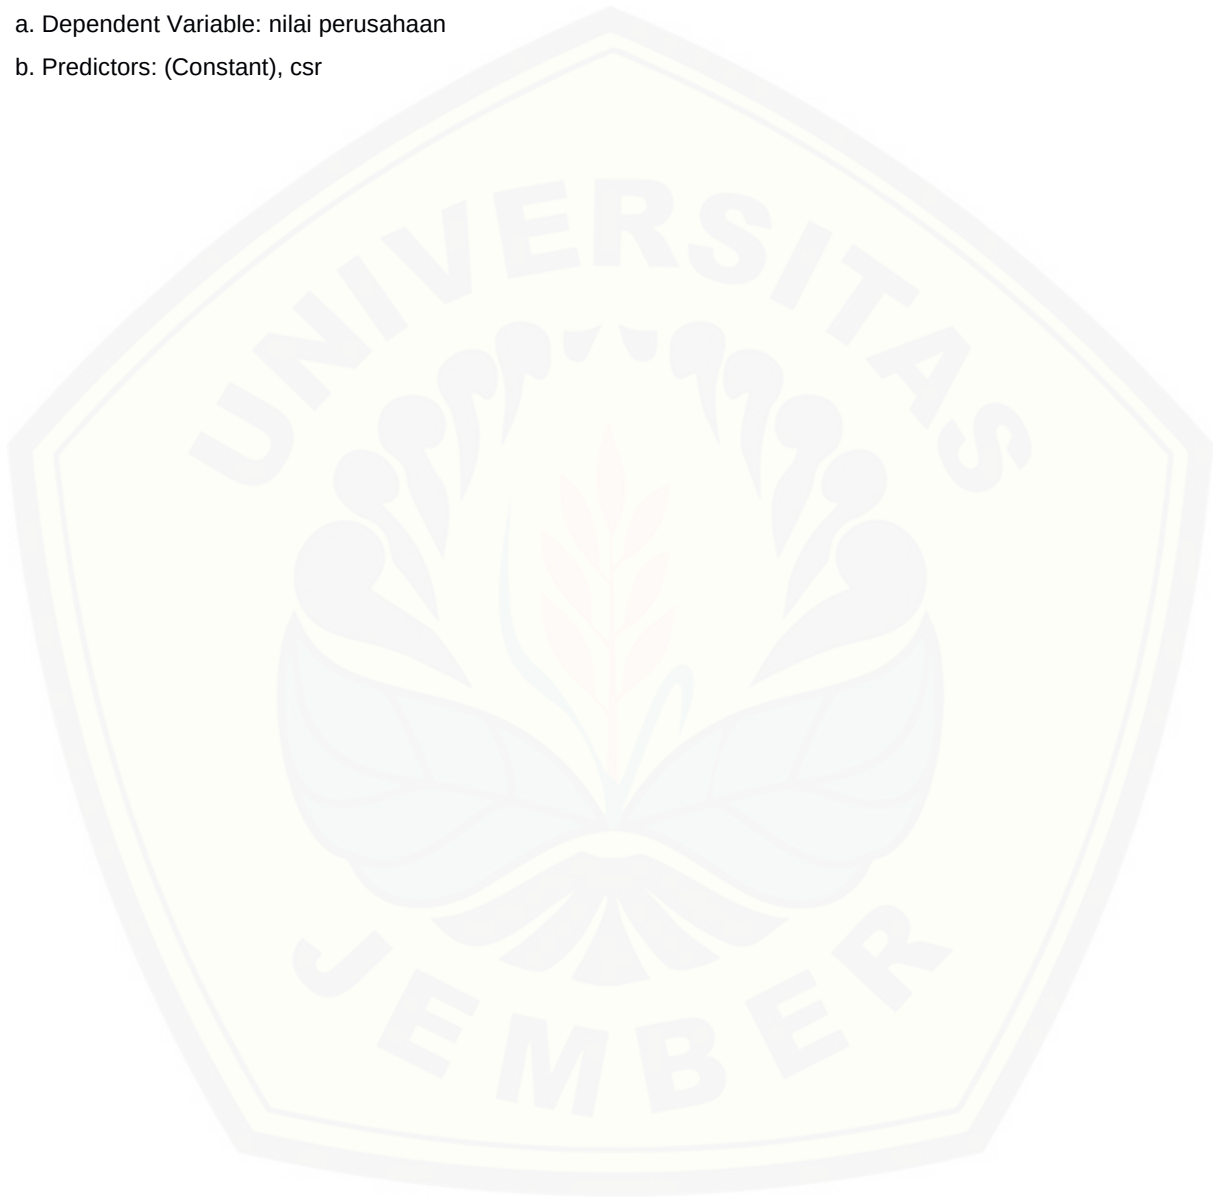 a. Dependent Variable: nilai perusahaan
b. Predictors: (Constant), csr
UNIVERSITAS
JEMBER